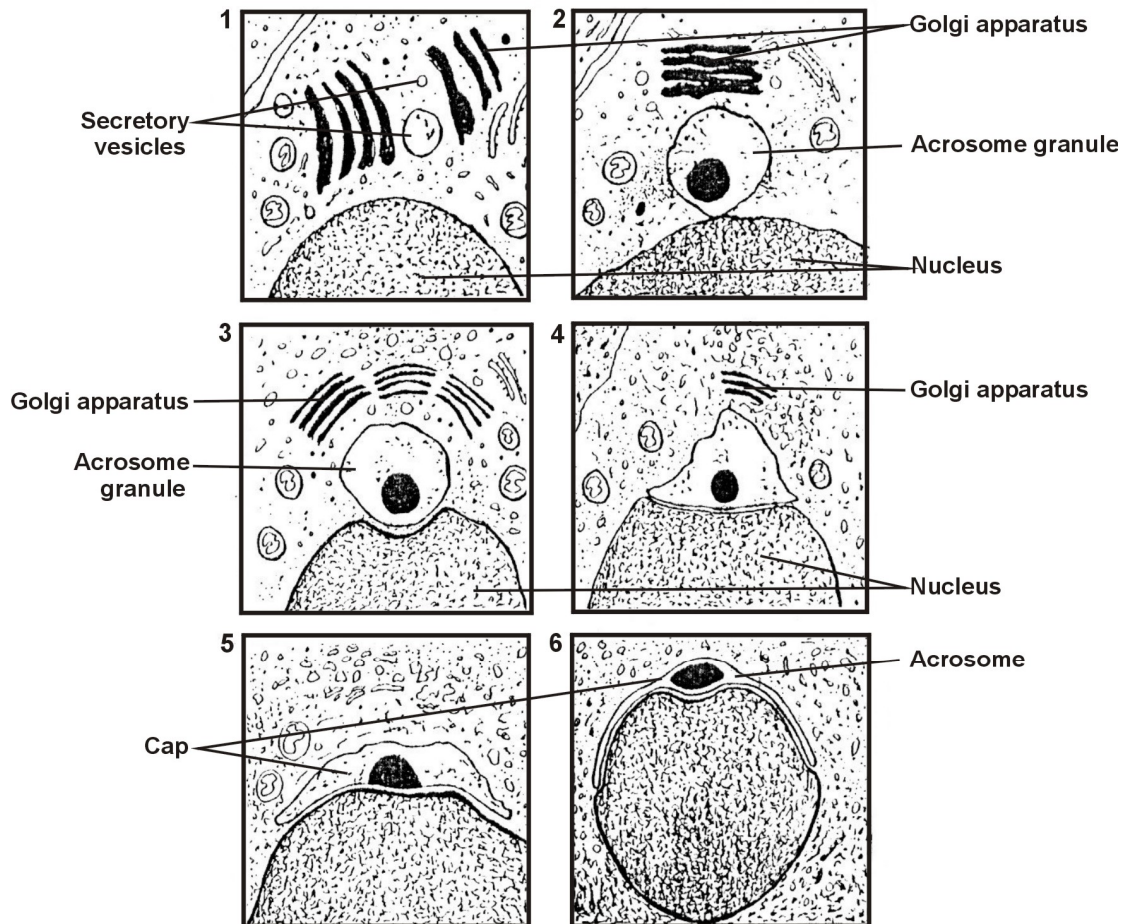 1
2
Golgi apparatus
Secretory
vesicles
Acrosome granule
Nucleus
3
4
Golgi apparatus
Golgi apparatus
Acrosome
granule
Nucleus
5
6
Acrosome
Cap